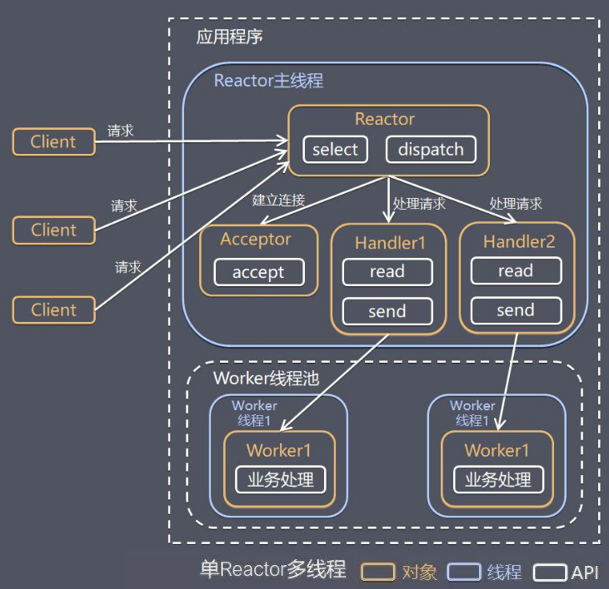 应用程序
Reactor主线程
Reactor
select
dispatch
Client
请求
Client
请求
Client
请求
建立连接
处理请求
处理请求
Acceptor
accept
Handler1
read
send
Handler2
read
send
Worker线程池
Worker
线程1
Worker1
业务处理
Worker
线程1
Worker1
业务处理
单Reactor多线程
对象
线程
API